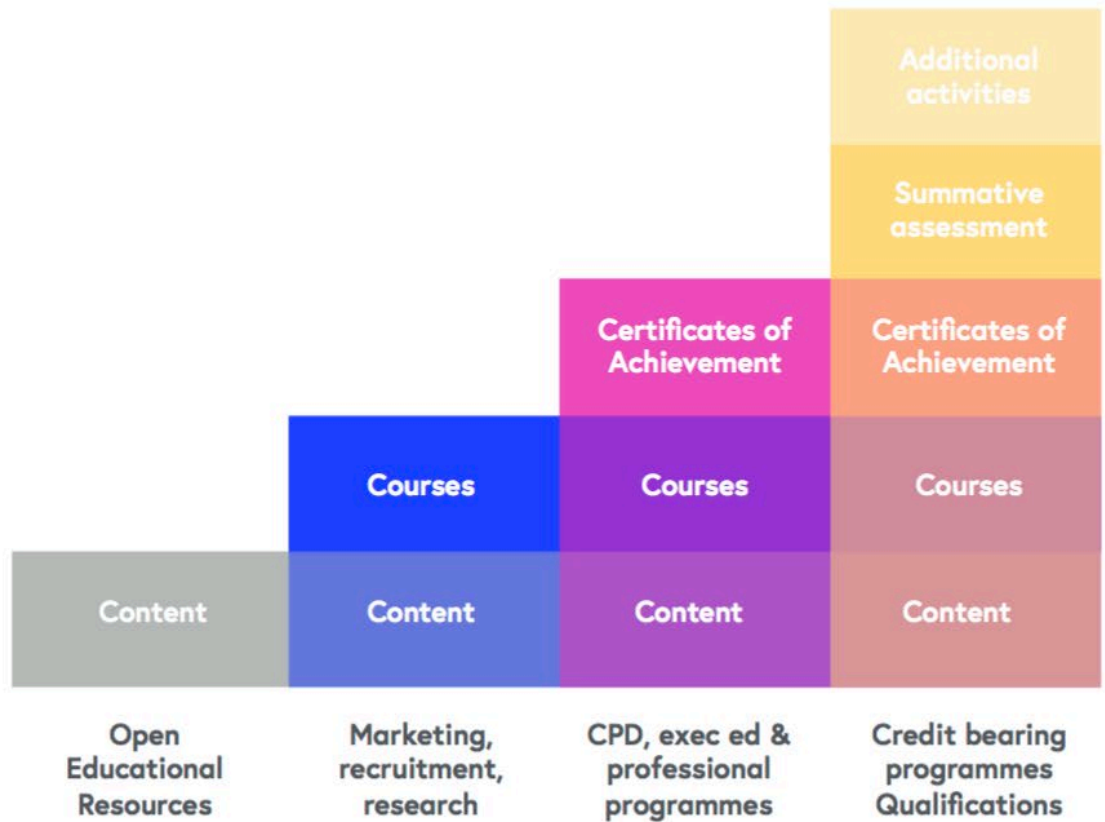 Additional
activities
Summative
assessment
Certificates of
Achievement
Certificates of
Achievement
Courses
Courses
Courses
Content
Content
Content
Content
Open
Educational
Resources
Marketing,
recruitment,
research
CPD, exec ed &
professional
programmes
Credit bearing
programmes
Qualifications